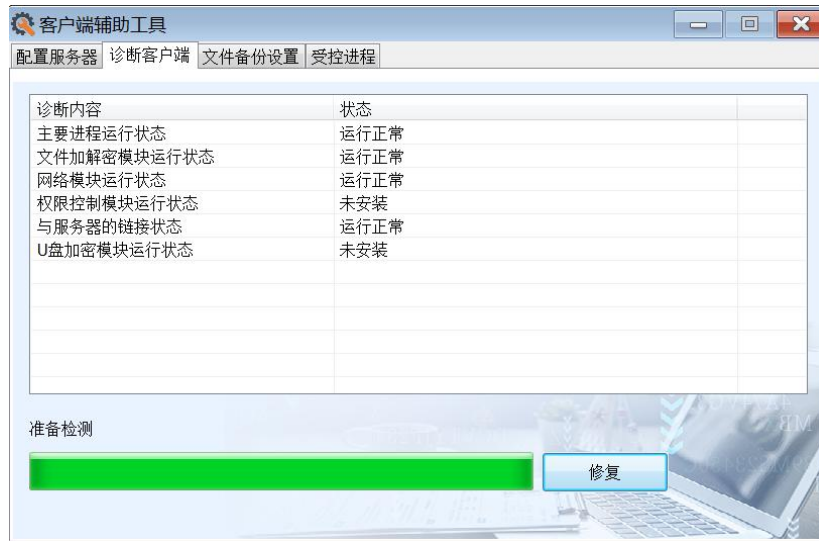 客户端辅助工具
配置服务器 诊断客户端 文件备份设置 受控进程
诊断内容 状态
主要进程运行状态 运行正常
文件加解密模块运行状态 运行正常
网络模块运行状态 运行正常
权限控制模块运行状态 未安装
与服务器的链接状态 运行正常
U盘加密模块运行状态 未安装
准备检测
修复